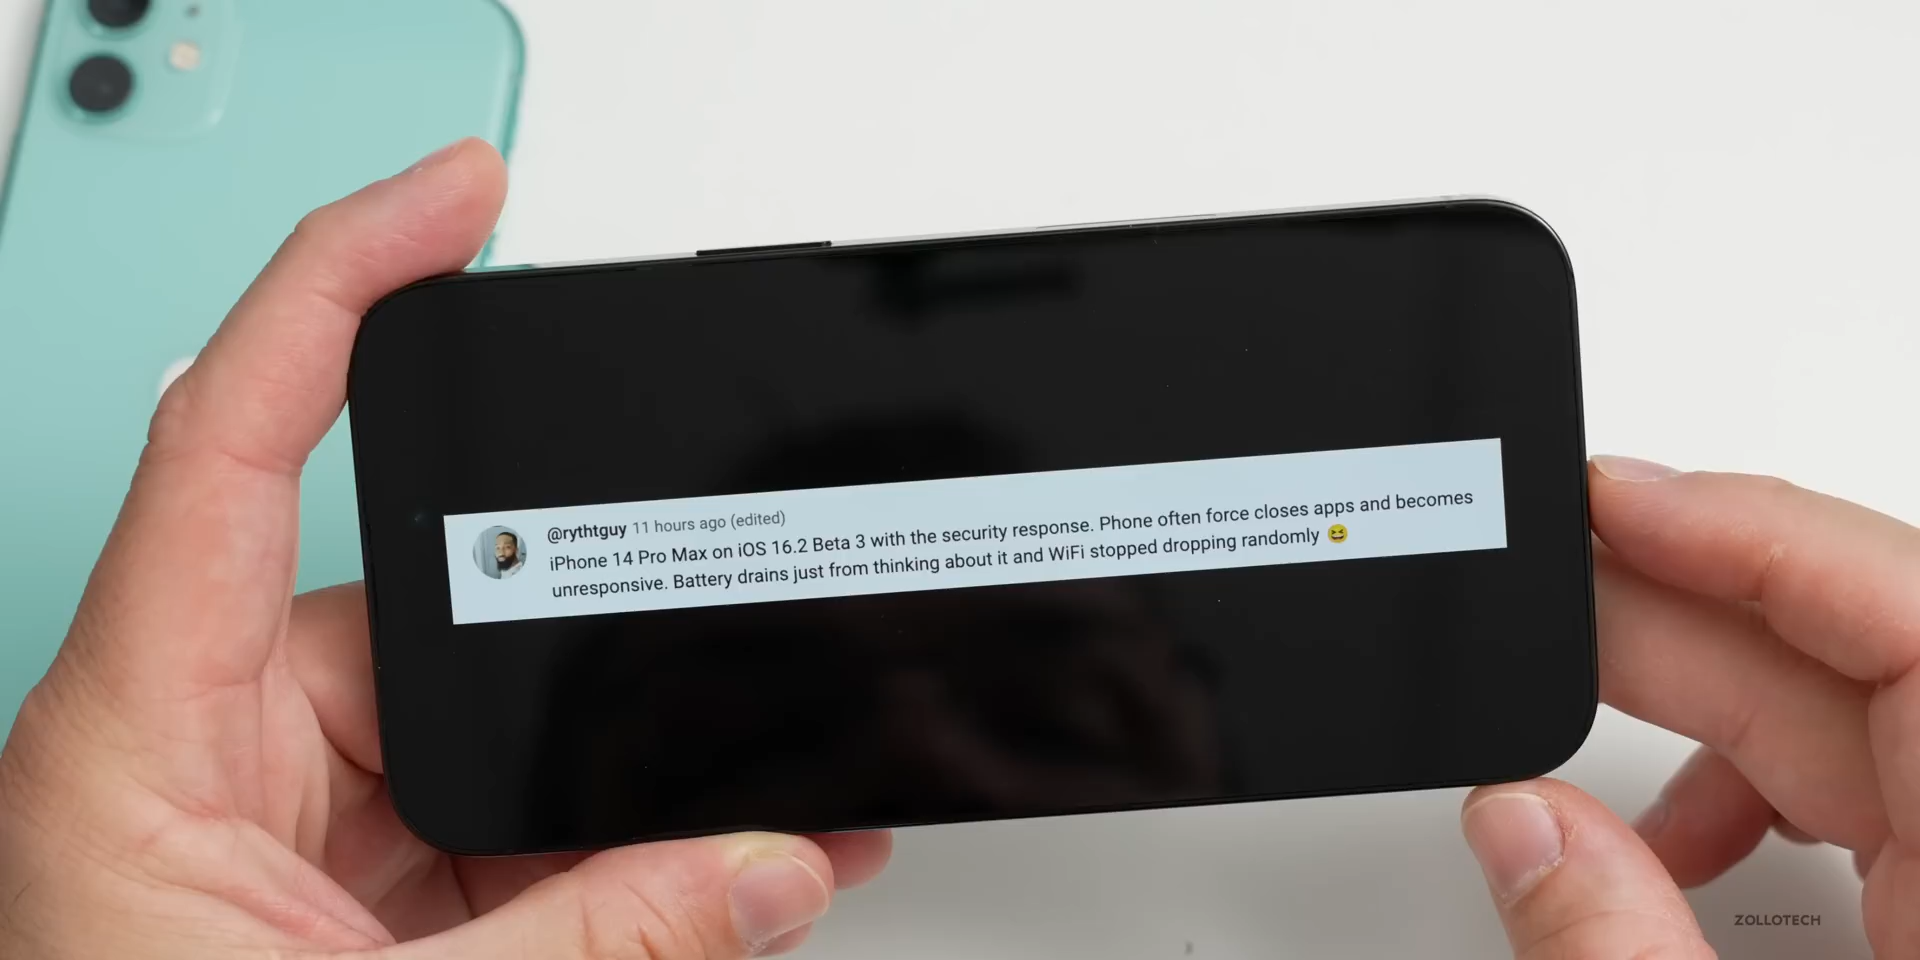 @rythtguy 11 hours ago (edited)
iPhone 14 Pro Max on iOS 16.2 Beta 3 with the security response. Phone often force closes apps and becomes
unresponsive. Battery drains just from thinking about it and WiFi stopped dropping randomly 😆
ZOLLOTECH